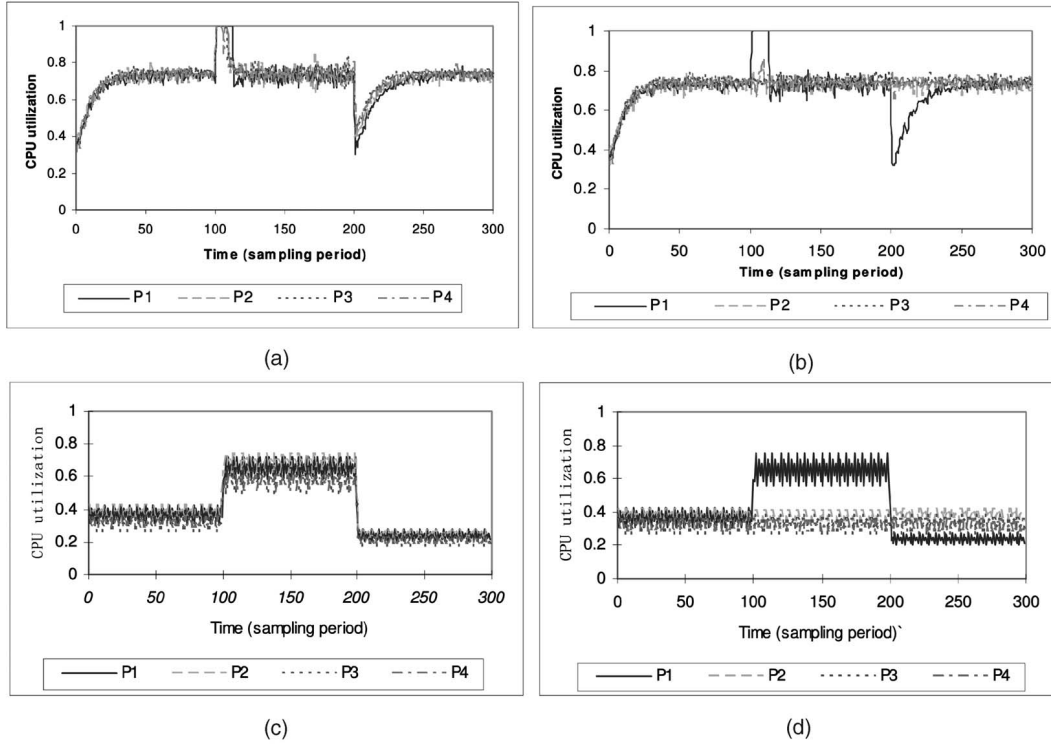 1
0.8
0.6
0.4
0.2
0
CPU utilization
0 50 100 150 200 250 300
Time (sampling period)
P1 P2 P3 P4
(a)
1
0.8
0.6
0.4
0.2
0
CPU utilization
0 50 100 150 200 250 300
Time (sampling period)
P1 P2 P3 P4
(b)
1
0.8
0.6
0.4
0.2
0
CPU utilization
0 50 100 150 200 250 300
Time (sampling period)
P1 P2 P3 P4
(c)
1
0.8
0.6
0.4
0.2
0
CPU utilization
0 50 100 150 200 250 300
Time (sampling period)`
P1 P2 P3 P4
(d)